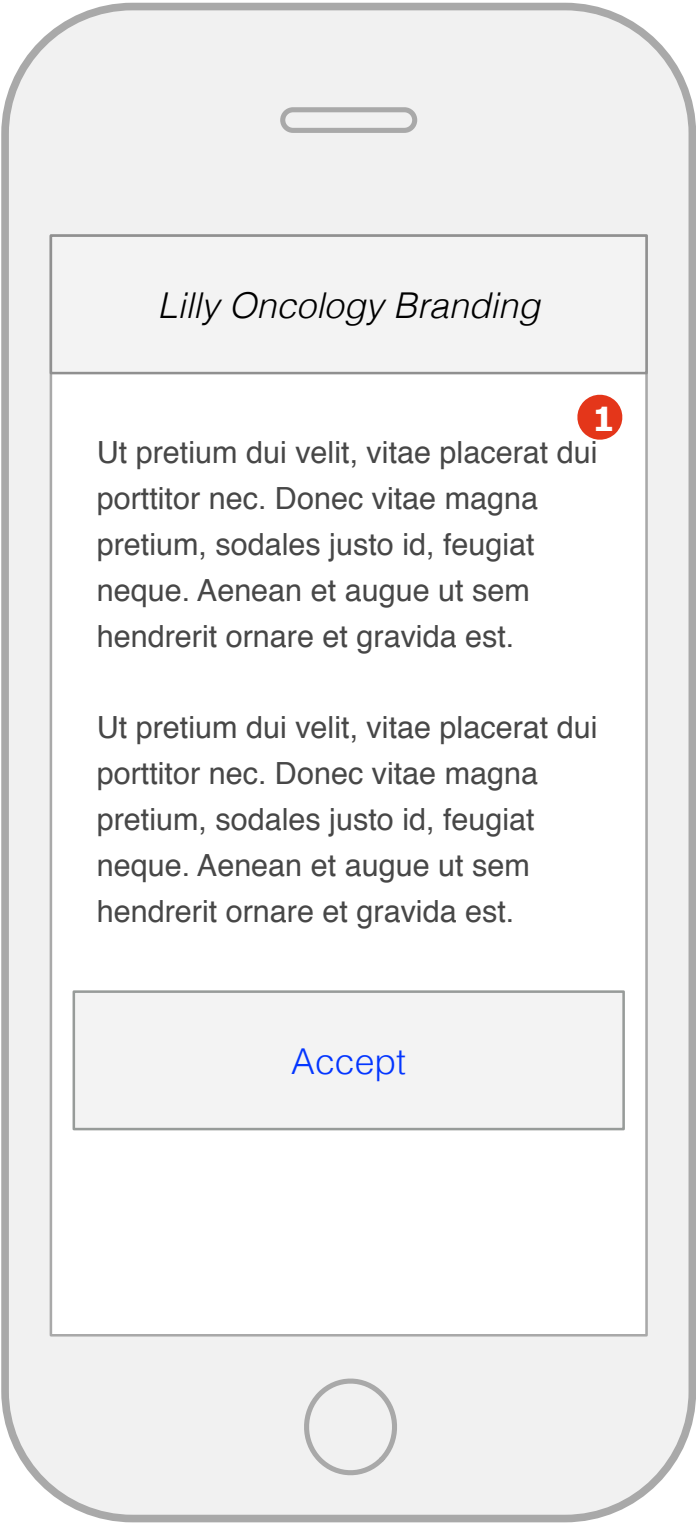 Lilly Oncology Branding
1
Ut pretium dui velit, vitae placerat dui
porttitor nec. Donec vitae magna
pretium, sodales justo id, feugiat
neque. Aenean et augue ut sem
hendrerit ornare et gravida est.
Ut pretium dui velit, vitae placerat dui
porttitor nec. Donec vitae magna
pretium, sodales justo id, feugiat
neque. Aenean et augue ut sem
hendrerit ornare et gravida est.
Accept